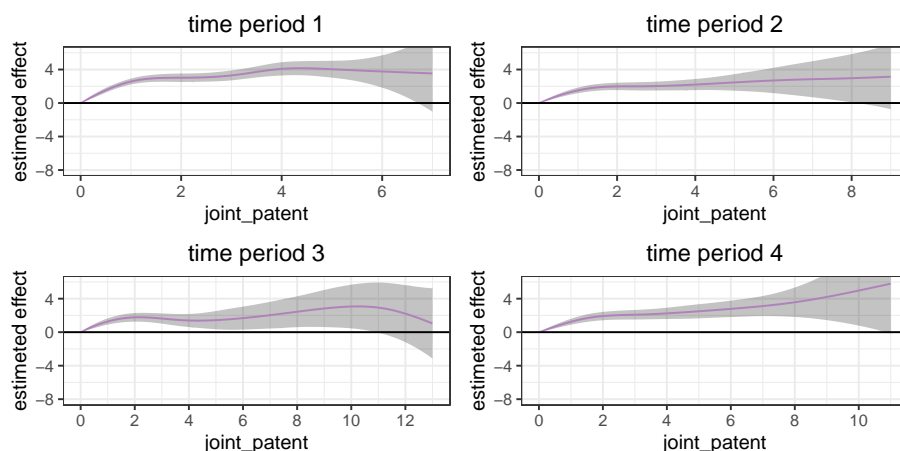 time period 1
estimeted effect
4
0
−4
−8
0 2 4 6
joint_patent
time period 2
estimeted effect
4
0
−4
−8
0 2 4 6 8
joint_patent
time period 3
estimeted effect
4
0
−4
−8
0 2 4 6 8 10 12
joint_patent
time period 4
estimeted effect
4
0
−4
−8
0 2 4 6 8 10
joint_patent